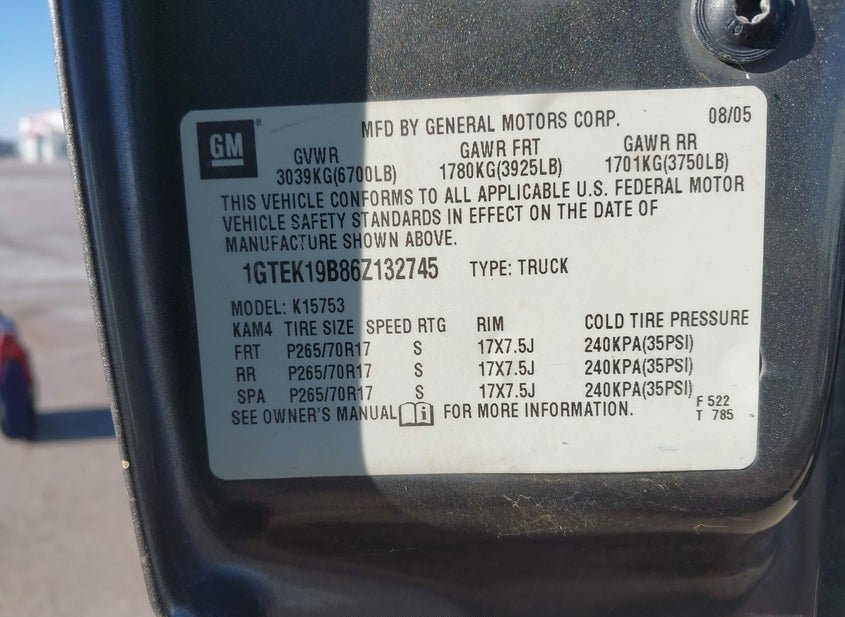 GM ® MFD BY GENERAL MOTORS CORP. 08/05
GVWR GAWR FRT GAWR RR
3039KG(6700LB) 1780KG(3925LB) 1701KG(3750LB)
THIS VEHICLE CONFORMS TO ALL APPLICABLE U.S. FEDERAL MOTOR
VEHICLE SAFETY STANDARDS IN EFFECT ON THE DATE OF
MANUFACTURE SHOWN ABOVE.
1GTEK19B86Z132745 TYPE: TRUCK
MODEL: K15753
KAM4 TIRE SIZE SPEED RTG RIM COLD TIRE PRESSURE
FRT P265/70R17 S 17X7.5J 240KPA(35PSI)
RR P265/70R17 S 17X7.5J 240KPA(35PSI)
SPA P265/70R17 S 17X7.5J 240KPA(35PSI)
SEE OWNER'S MANUAL FOR MORE INFORMATION.
F 522
T 785